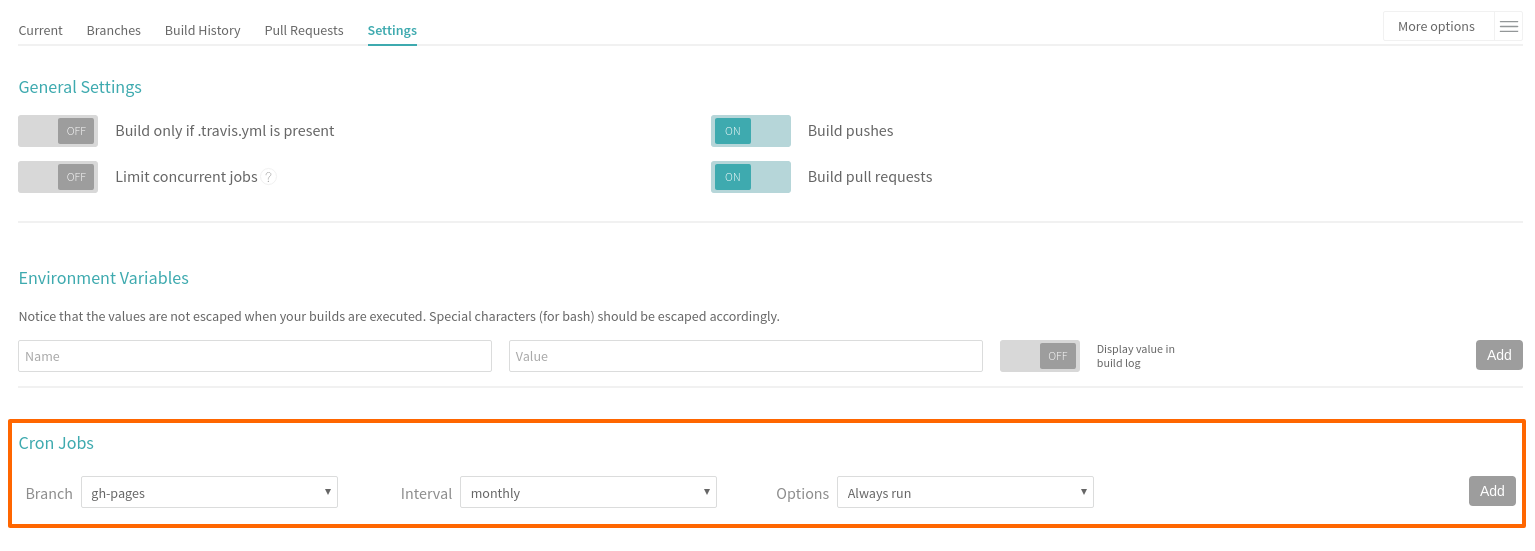 Current Branches Build History Pull Requests Settings More options
General Settings
OFF Build only if .travis.yml is present ON Build pushes
OFF Limit concurrent jobs ? ON Build pull requests
Environment Variables
Notice that the values are not escaped when your builds are executed. Special characters (for bash) should be escaped accordingly.
Name Value OFF Display value in
build log Add
Cron Jobs
Branch gh-pages Interval monthly Options Always run Add